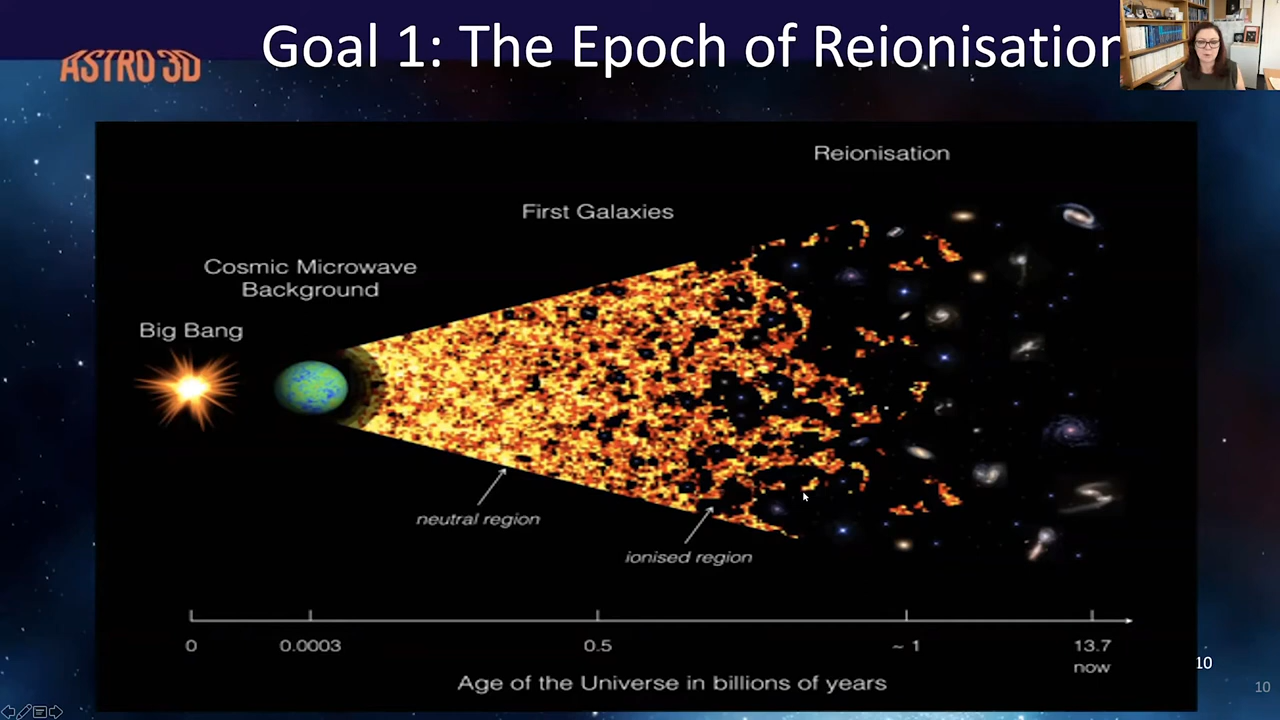 ASTRO 3D
Goal 1: The Epoch of Reionisation
Reionisation
First Galaxies
Cosmic Microwave
Background
Big Bang
neutral region
ionised region
0
0.0003
0.5
~ 1
13.7
now
Age of the Universe in billions of years
10
10